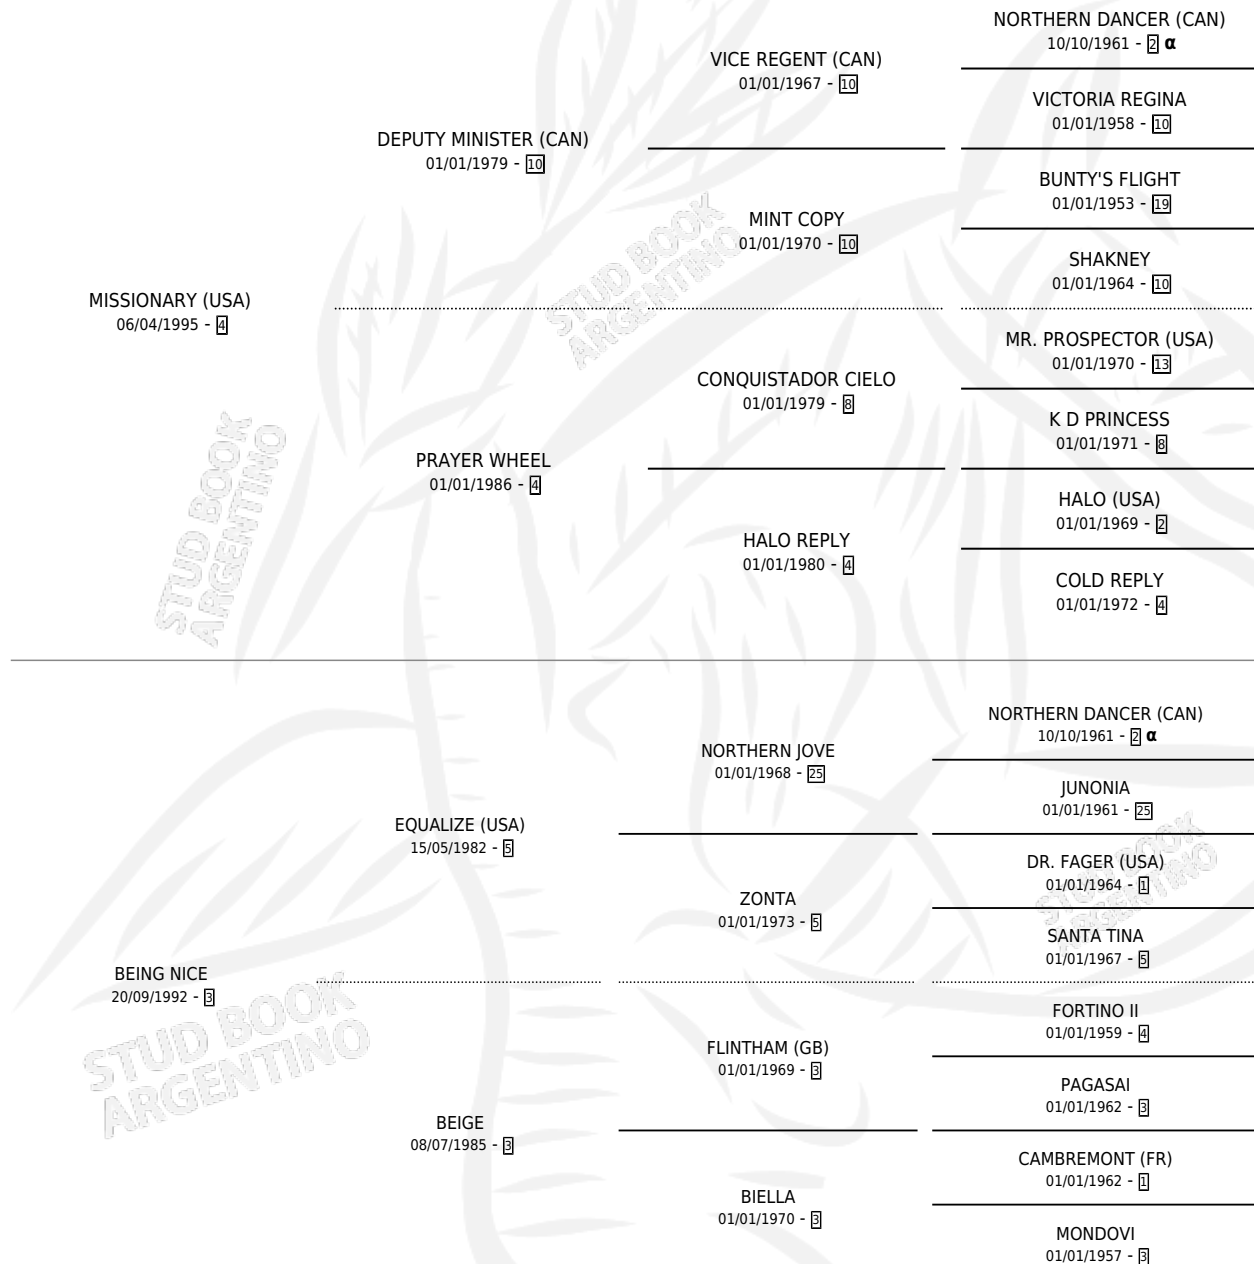 NORTHERN DANCER (CAN)
10/10/1961 - 2 α
VICE REGENT (CAN)
01/01/1967 - 10
VICTORIA REGINA
01/01/1958 - 10
DEPUTY MINISTER (CAN)
01/01/1979 - 10
BUNTY'S FLIGHT
01/01/1953 - 19
MINT COPY
01/01/1970 - 10
SHAKNEY
01/01/1964 - 10
MISSIONARY (USA)
06/04/1995 - 4
MR. PROSPECTOR (USA)
01/01/1970 - 13
CONQUISTADOR CIELO
01/01/1979 - 8
K D PRINCESS
01/01/1971 - 8
PRAYER WHEEL
01/01/1986 - 4
HALO (USA)
01/01/1969 - 2
HALO REPLY
01/01/1980 - 4
COLD REPLY
01/01/1972 - 4
NORTHERN DANCER (CAN)
10/10/1961 - 2 α
NORTHERN JOVE
01/01/1968 - 25
JUNONIA
01/01/1961 - 25
EQUALIZE (USA)
15/05/1982 - 5
DR. FAGER (USA)
01/01/1964 - 1
ZONTA
01/01/1973 - 5
SANTA TINA
01/01/1967 - 5
BEING NICE
20/09/1992 - 3
FORTINO II
01/01/1959 - 4
FLINTHAM (GB)
01/01/1969 - 3
PAGASAI
01/01/1962 - 3
BEIGE
08/07/1985 - 3
CAMBREMONT (FR)
01/01/1962 - 1
BIELLA
01/01/1970 - 3
MONDOVI
01/01/1957 - 3
STUD BOOK
ARGENTINO
STUD BOOK
ARGENTINO
STUD BOOK
ARGENTINO
STUD BOOK
ARGENTINO